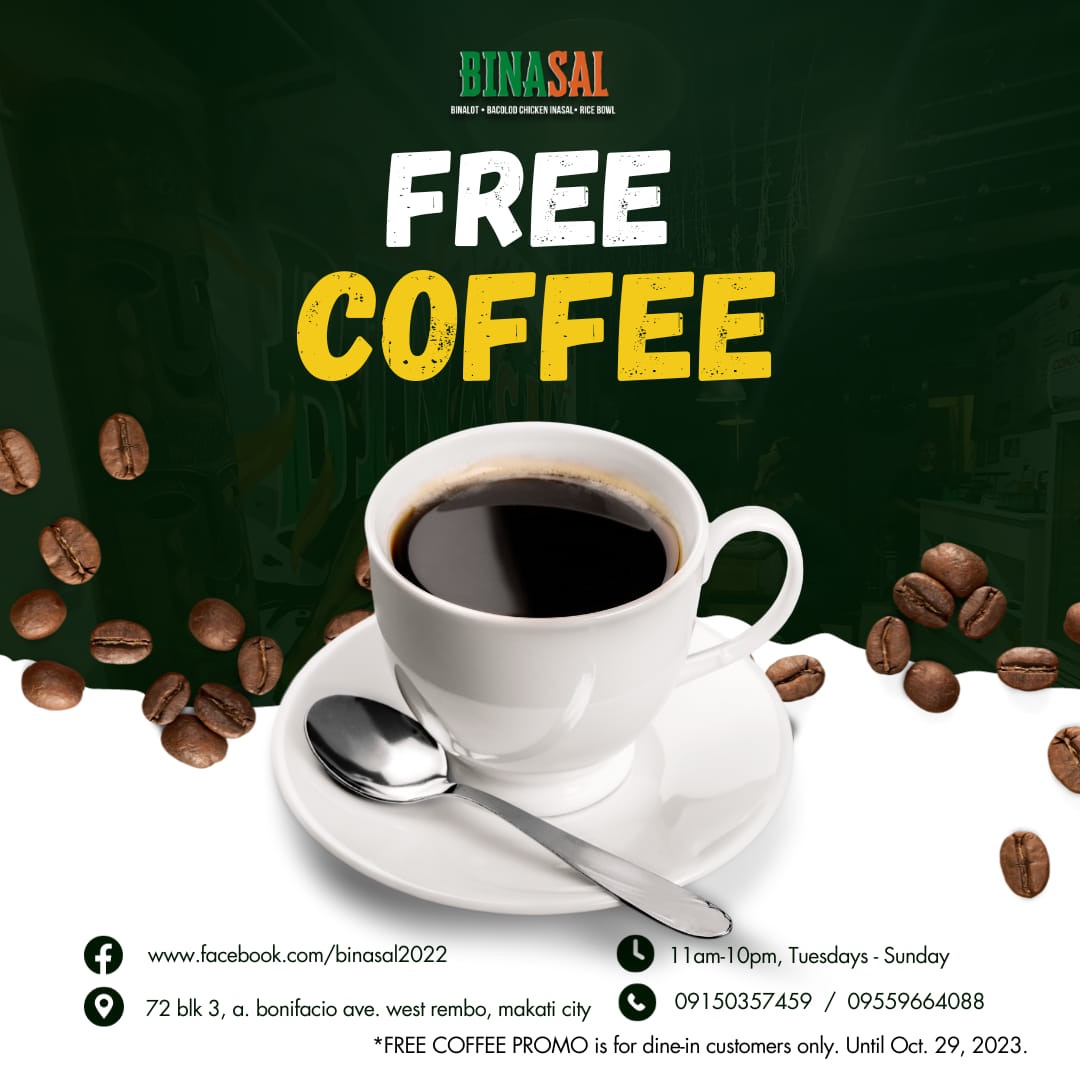 BINASAL
BINALOT • BACOLOD CHICKEN INASAL • RICE BOWL
FREE
COFFEE
www.facebook.com/binasal2022
11am-10pm, Tuesdays - Sunday
72 blk 3, a. bonifacio ave. west rembo, makati city
09150357459 / 09559664088
*FREE COFFEE PROMO is for dine-in customers only. Until Oct. 29, 2023.